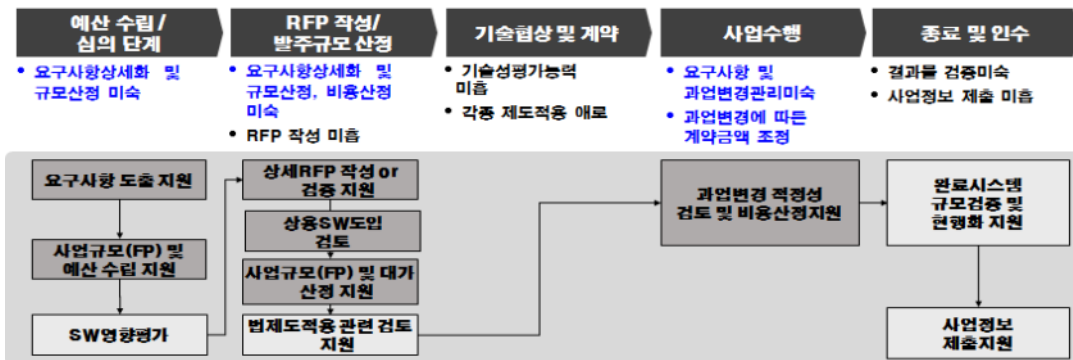 예산 수립 /
심의 단계
RFP 작성/
발주규모 산정
기술협상 및 계약
사업수행
종료 및 인수
• 요구사항상세화 및
규모산정 미숙
• 요구사항상세화 및
규모산정, 비용산정
미숙
• RFP 작성 미흡
• 기술성평가능력
미흡
• 각종 제도적용 애로
• 요구사항 및
과업변경관리미숙
• 과업변경에 따든
계약금액 조정
• 결과물 검증미숙
• 사업정보 제출 미흡
요구사항 도출 지원
사업규모(FP) 및
예산 수립 지원
SW영향평가
상세RFP 작성 or
검증 지원
상용SW도입
검토
사업규모(FP) 및 대가
산정 지원
법제도적용 관련 검토
지원
과업변경 적정성
검토 및 비용산정지원
완료시스템
규모검증 및
현행화 지원
사업정보
제출지원